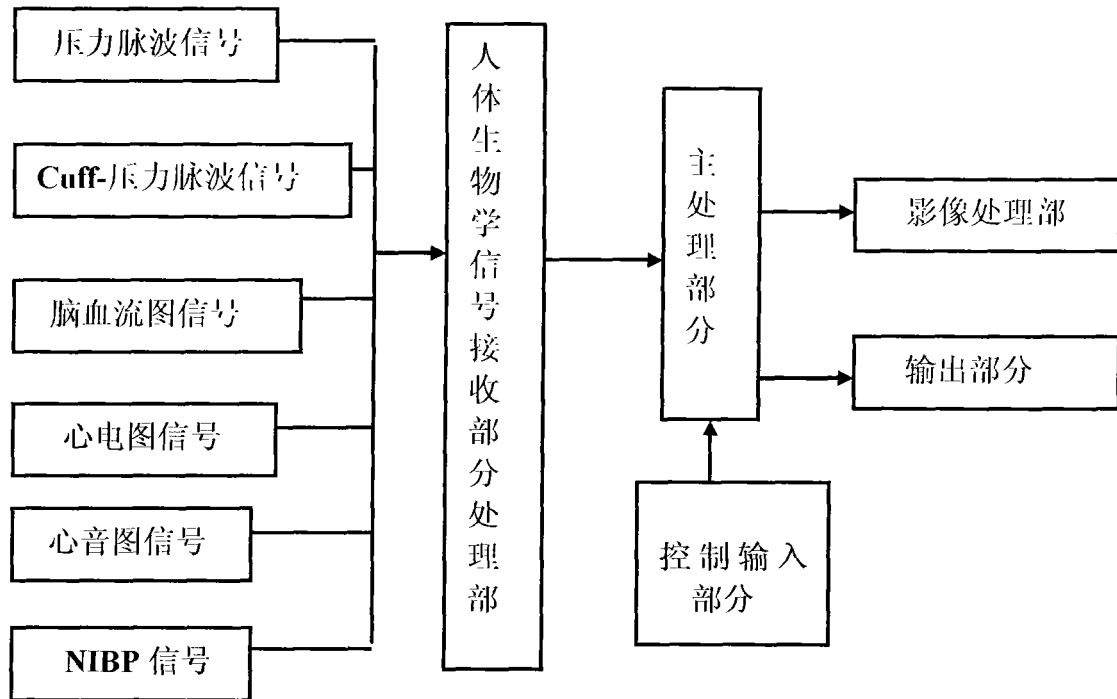 压力脉波信号
Cuff-压力脉波信号
脑血流图信号
心电图信号
心音图信号
NIBP 信号
人体生物学信号接收部分处理部
主处理部分
影像处理部
输出部分
控制输入
部分